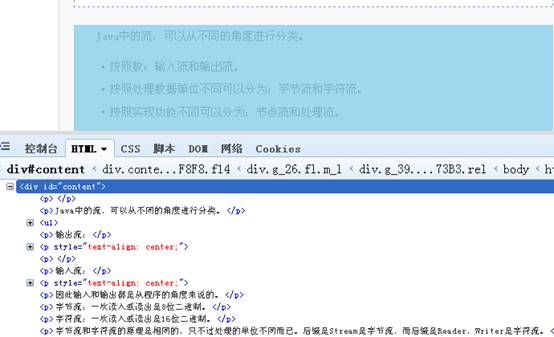 Java中的流，可以从不同的角度进行分类。
• 按照数：输入流和输出流。
• 按照处理数据单位不同可以分为：字节流和字符流。
• 按照实现功能不同可以分为：节点流和处理流。
控制台 HTML CSS 脚本 DOM 网络 Cookies
div#content < div.conte...F8F8.f14 < div.g_26.fl.m_l < div.g_39....73B3.rel < body < ht
<div id="content">
<p> </p>
<p>Java中的流，可以从不同的角度进行分类。</p>
<ul>
<p>输出流：</p>
<p style="text-align: center;">
<p> </p>
<p>输入流：</p>
<p style="text-align: center;">
<p>因此输入和输出都是从程序的角度来说的。</p>
<p>字节流：一次读入或读出是8位二进制。</p>
<p>字符流：一次读入或读出是16位二进制。</p>
<p>字节流和字符流的原理是相同的，只不过处理的单位不同而已。后缀是Stream是字节流，而后缀是Reader，Writer是字符流。